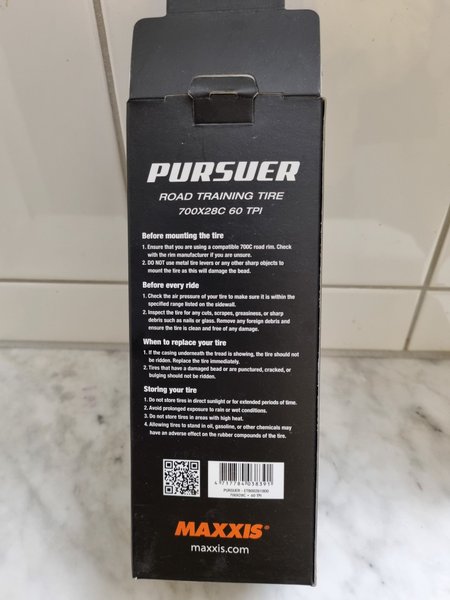 PURSUER
ROAD TRAINING TIRE
700X28C 60 TPI
Before mounting the tire
1. Ensure that you are using a compatible 700C road rim. Check
with the rim manufacturer if you are unsure.
2. DO NOT use metal tire levers or any other sharp objects to
mount the tire as this will damage the bead.
Before every ride
1. Check the air pressure of your tire to make sure it is within the
specified range listed on the sidewall.
2. Inspect the tire for any cuts, scrapes, greasiness, or sharp
debris such as nails or glass. Remove any foreign debris and
ensure the tire is clean and free of any damage.
When to replace your tire
1. If the casing underneath the tread is showing, the tire should not
be ridden. Replace the tire immediately.
2. Tires that have a damaged bead or are punctured, cracked, or
bulging should not be ridden.
Storing your tire
1. Do not store tires in direct sunlight or for extended periods of time.
2. Avoid prolonged exposure to rain or wet conditions.
3. Do not store tires in areas with high heat.
4. Allowing tires to stand in oil, gasoline, or other chemicals may
have an adverse effect on the rubber compounds of the tire.
4 717784 038391
PURSUER
700X28C - 60 TPI
MAXXIS®
maxxis.com